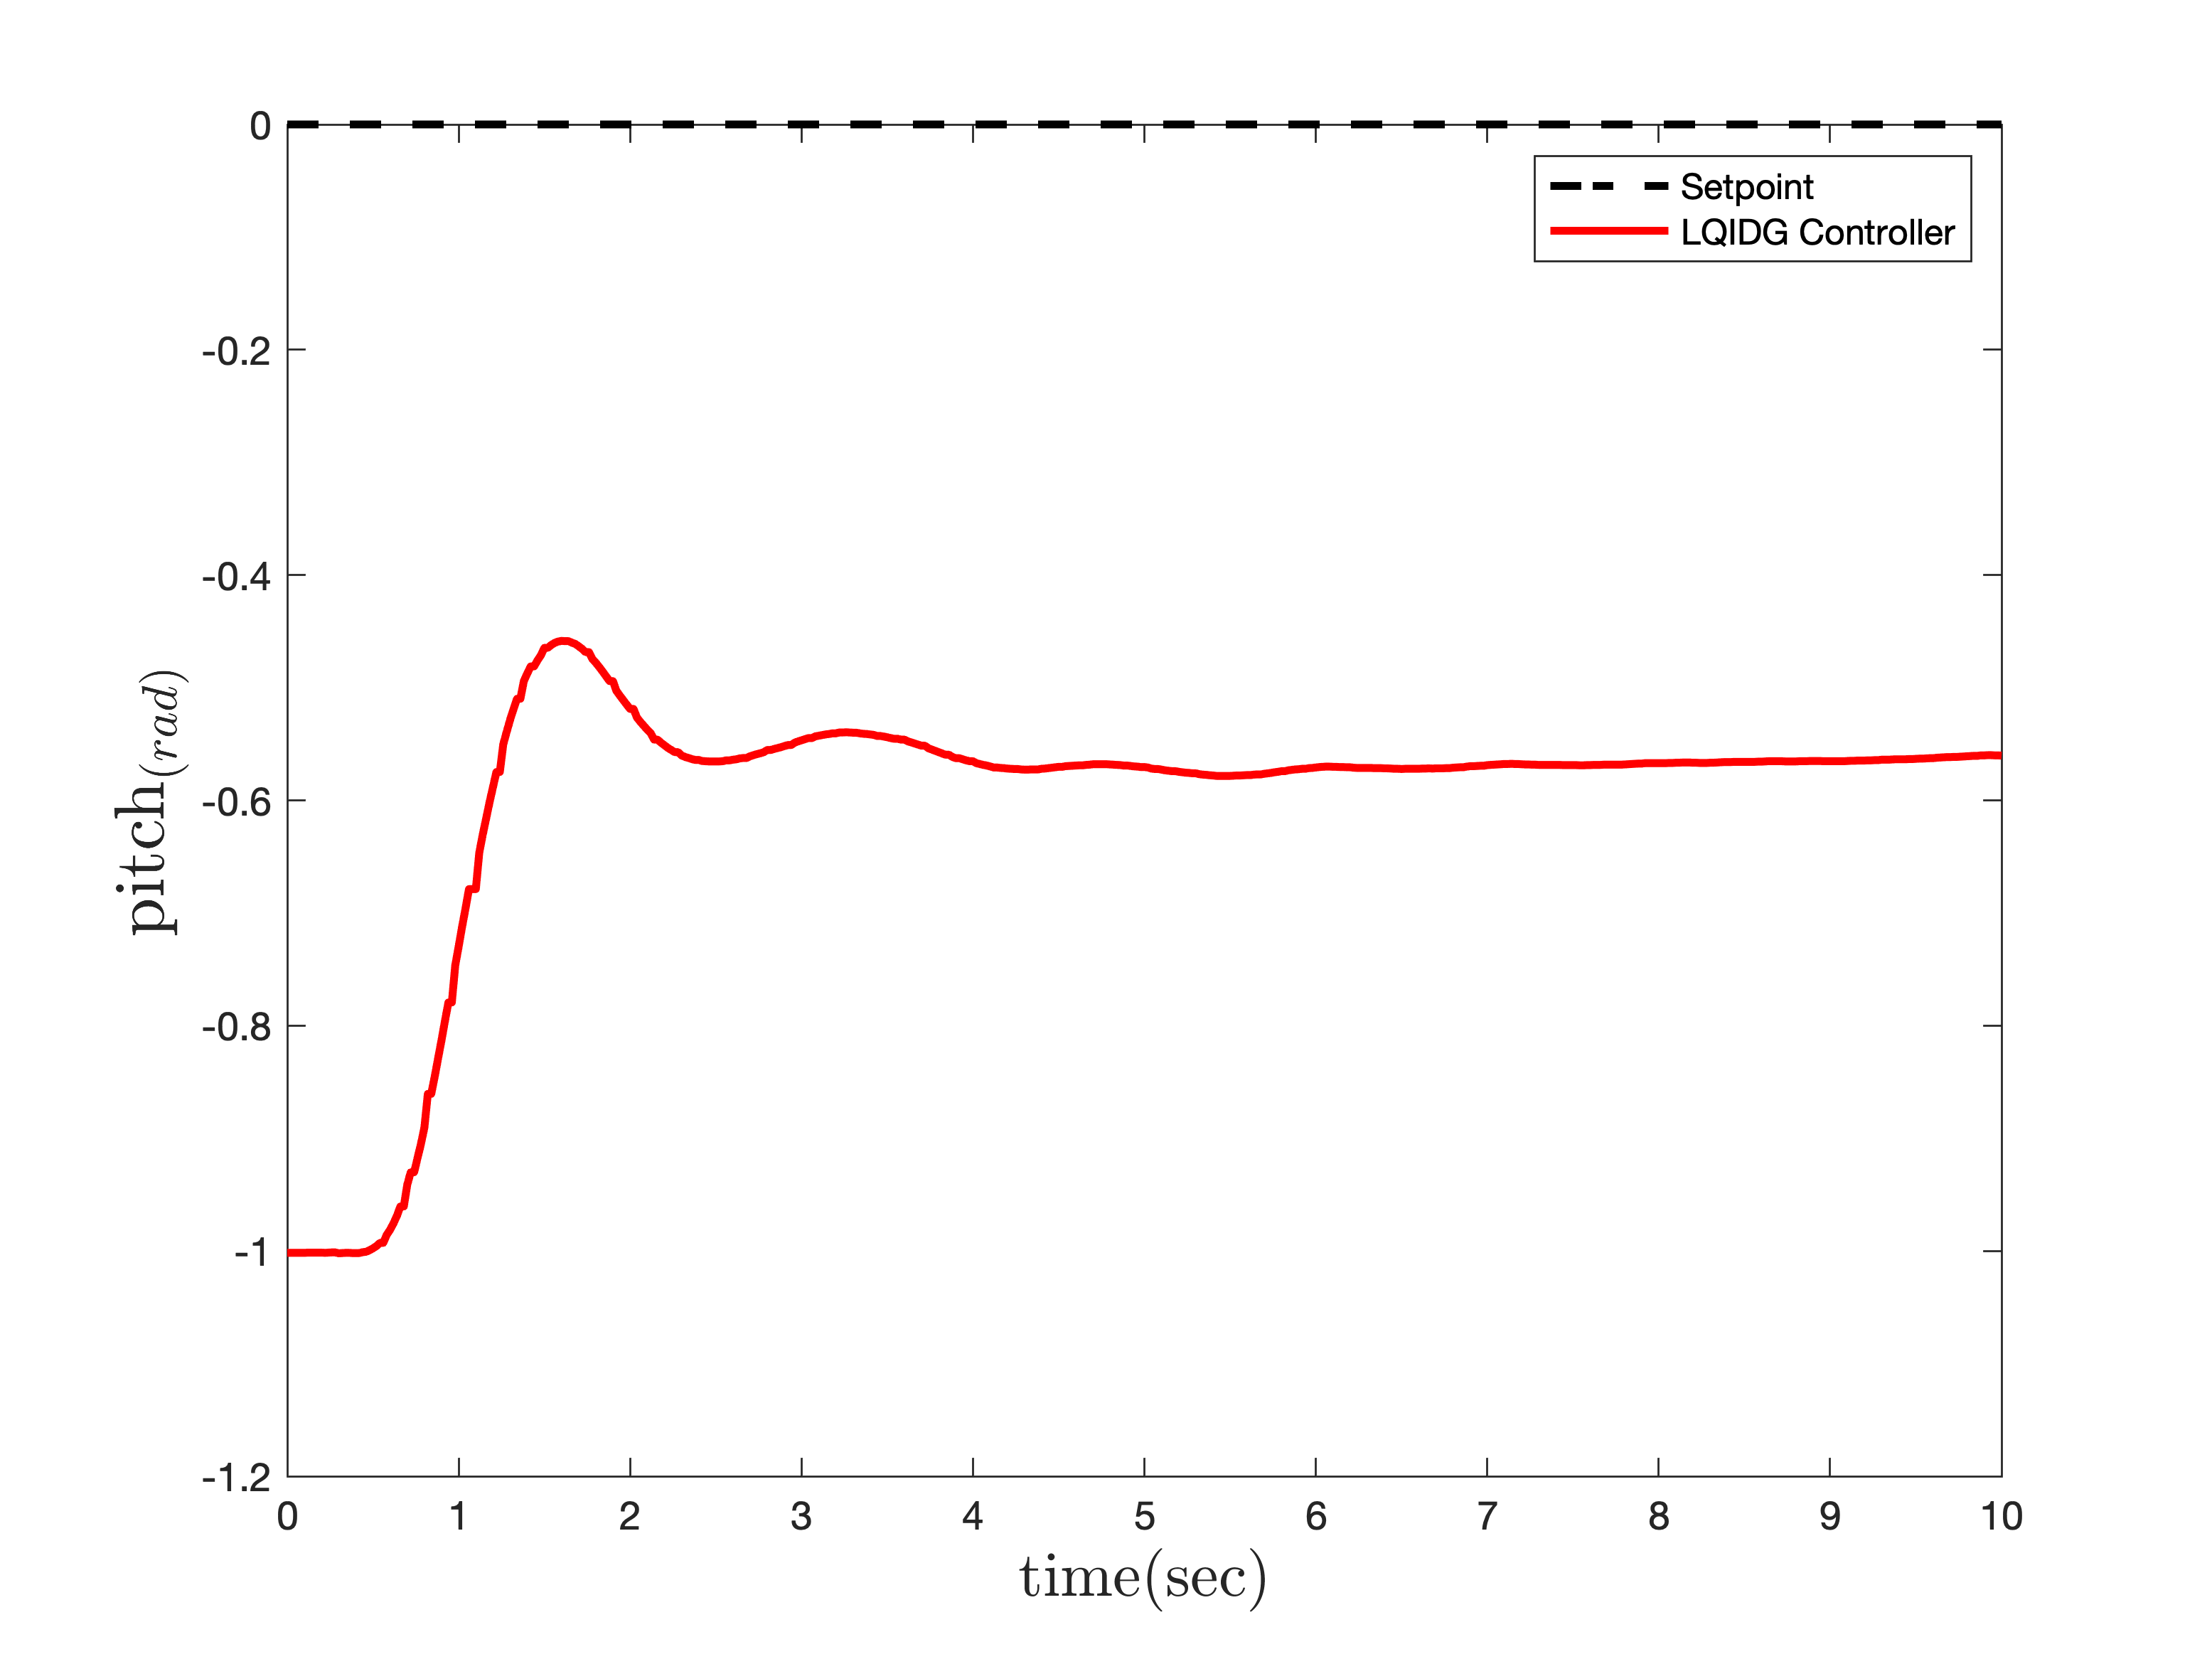 0
-0.2
-0.4
-0.6
-0.8
-1
-1.2
pitch(rad)
Setpoint
LQIDG Controller
0 1 2 3 4 5 6 7 8 9 10
time(sec)